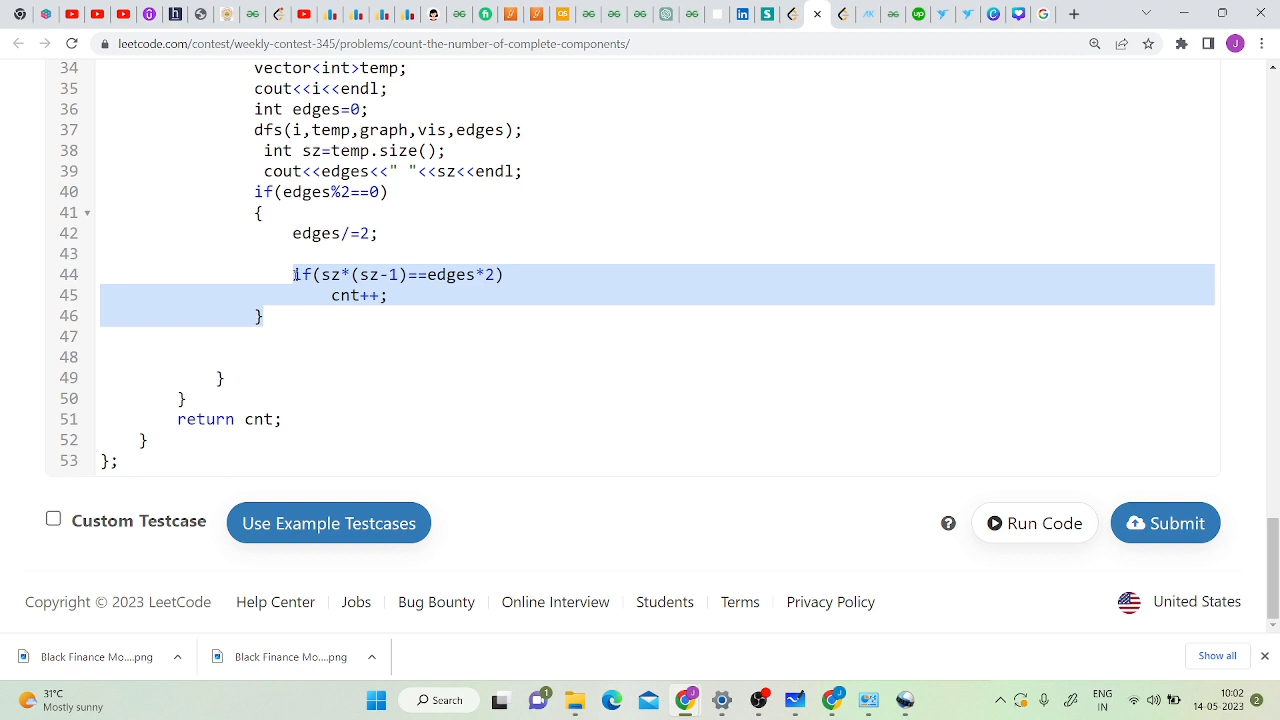 leetcode.com/contest/weekly-contest-345/problems/count-the-number-of-complete-components/
34 vector<int>temp;
35 cout<<i<<endl;
36 int edges=0;
37 dfs(i,temp,graph,vis,edges);
38 int sz=temp.size();
39 cout<<edges<<" "<<sz<<endl;
40 if(edges%2==0)
41 {
42 edges/=2;
43
44 if(sz*(sz-1)==edges*2)
45 cnt++;
46 }
47
48
49 }
50 }
51 return cnt;
52 }
53 };
Custom Testcase Use Example Testcases ? Run Code Submit
Copyright © 2023 LeetCode Help Center Jobs Bug Bounty Online Interview Students Terms Privacy Policy United States
Black Finance Mo....png Black Finance Mo....png Show all
31°C
Mostly sunny
Search
ENG
IN
10:02
14-05-2023
2